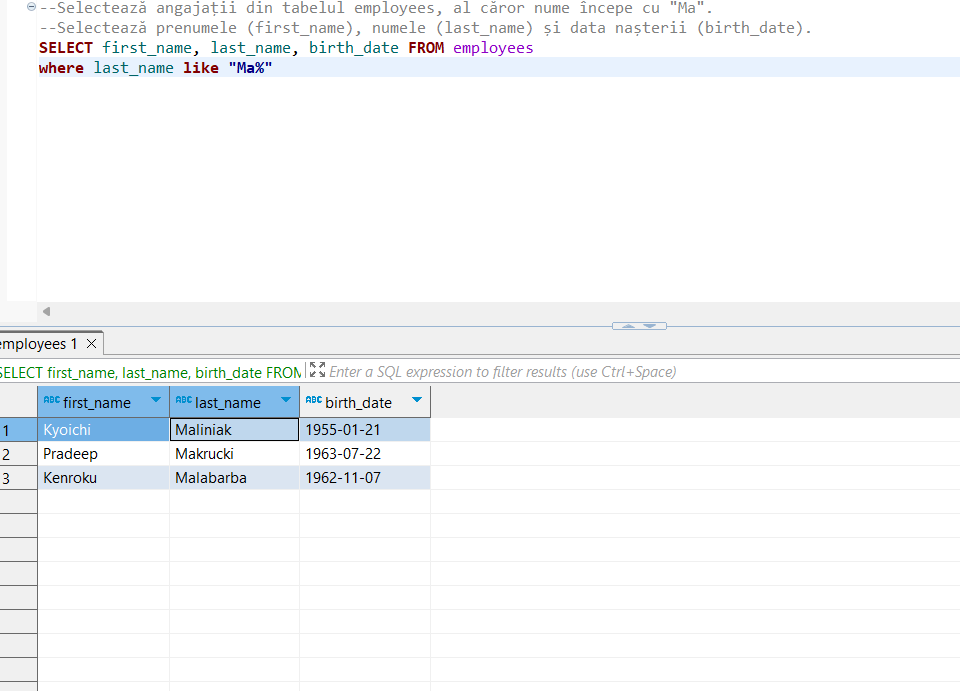 --Selectează angajații din tabelul employees, al căror nume începe cu "Ma".
--Selectează prenumele (first_name), numele (last_name) și data nașterii (birth_date).
SELECT first_name, last_name, birth_date FROM employees
where last_name like "Ma%"
employees 1
SELECT first_name, last_name, birth_date FROM Enter a SQL expression to filter results (use Ctrl+Space)
ABC first_name ABC last_name ABC birth_date
1 Kyoichi Maliniak 1955-01-21
2 Pradeep Makrucki 1963-07-22
3 Kenroku Malabarba 1962-11-07